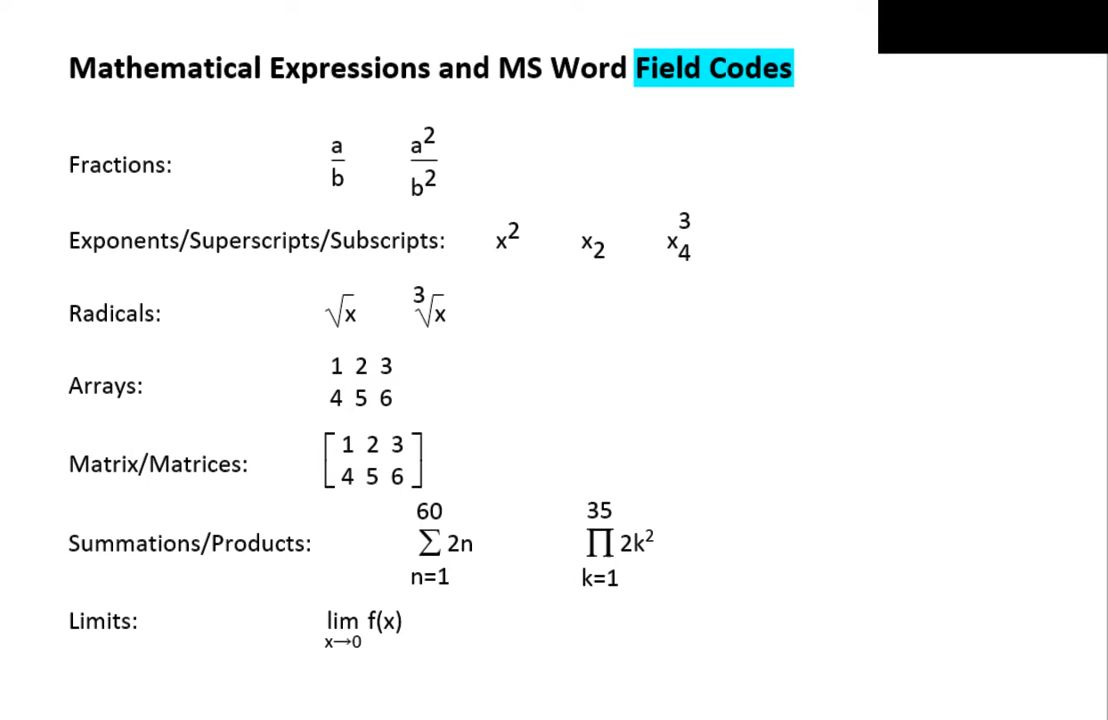 Mathematical Expressions and MS Word Field Codes
Fractions: a/b a²/b²
Exponents/Superscripts/Subscripts: x² x₂ x₄³
Radicals: √x ³√x
Arrays:
1 2 3
4 5 6
Matrix/Matrices:
[1 2 3
4 5 6]
60 35
Summations/Products: ∑ 2n ∏ 2k²
n=1 k=1
Limits: lim f(x)
x→0